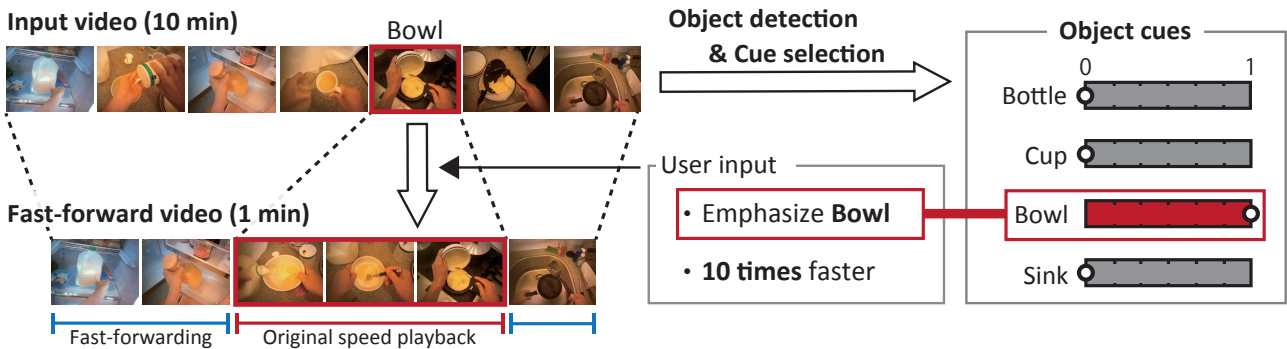 Input video (10 min)
Bowl
Object detection
& Cue selection
Object cues
0 1
Bottle
Cup
Bowl
Sink
User input
• Emphasize Bowl
• 10 times faster
Fast-forward video (1 min)
Fast-forwarding
Original speed playback